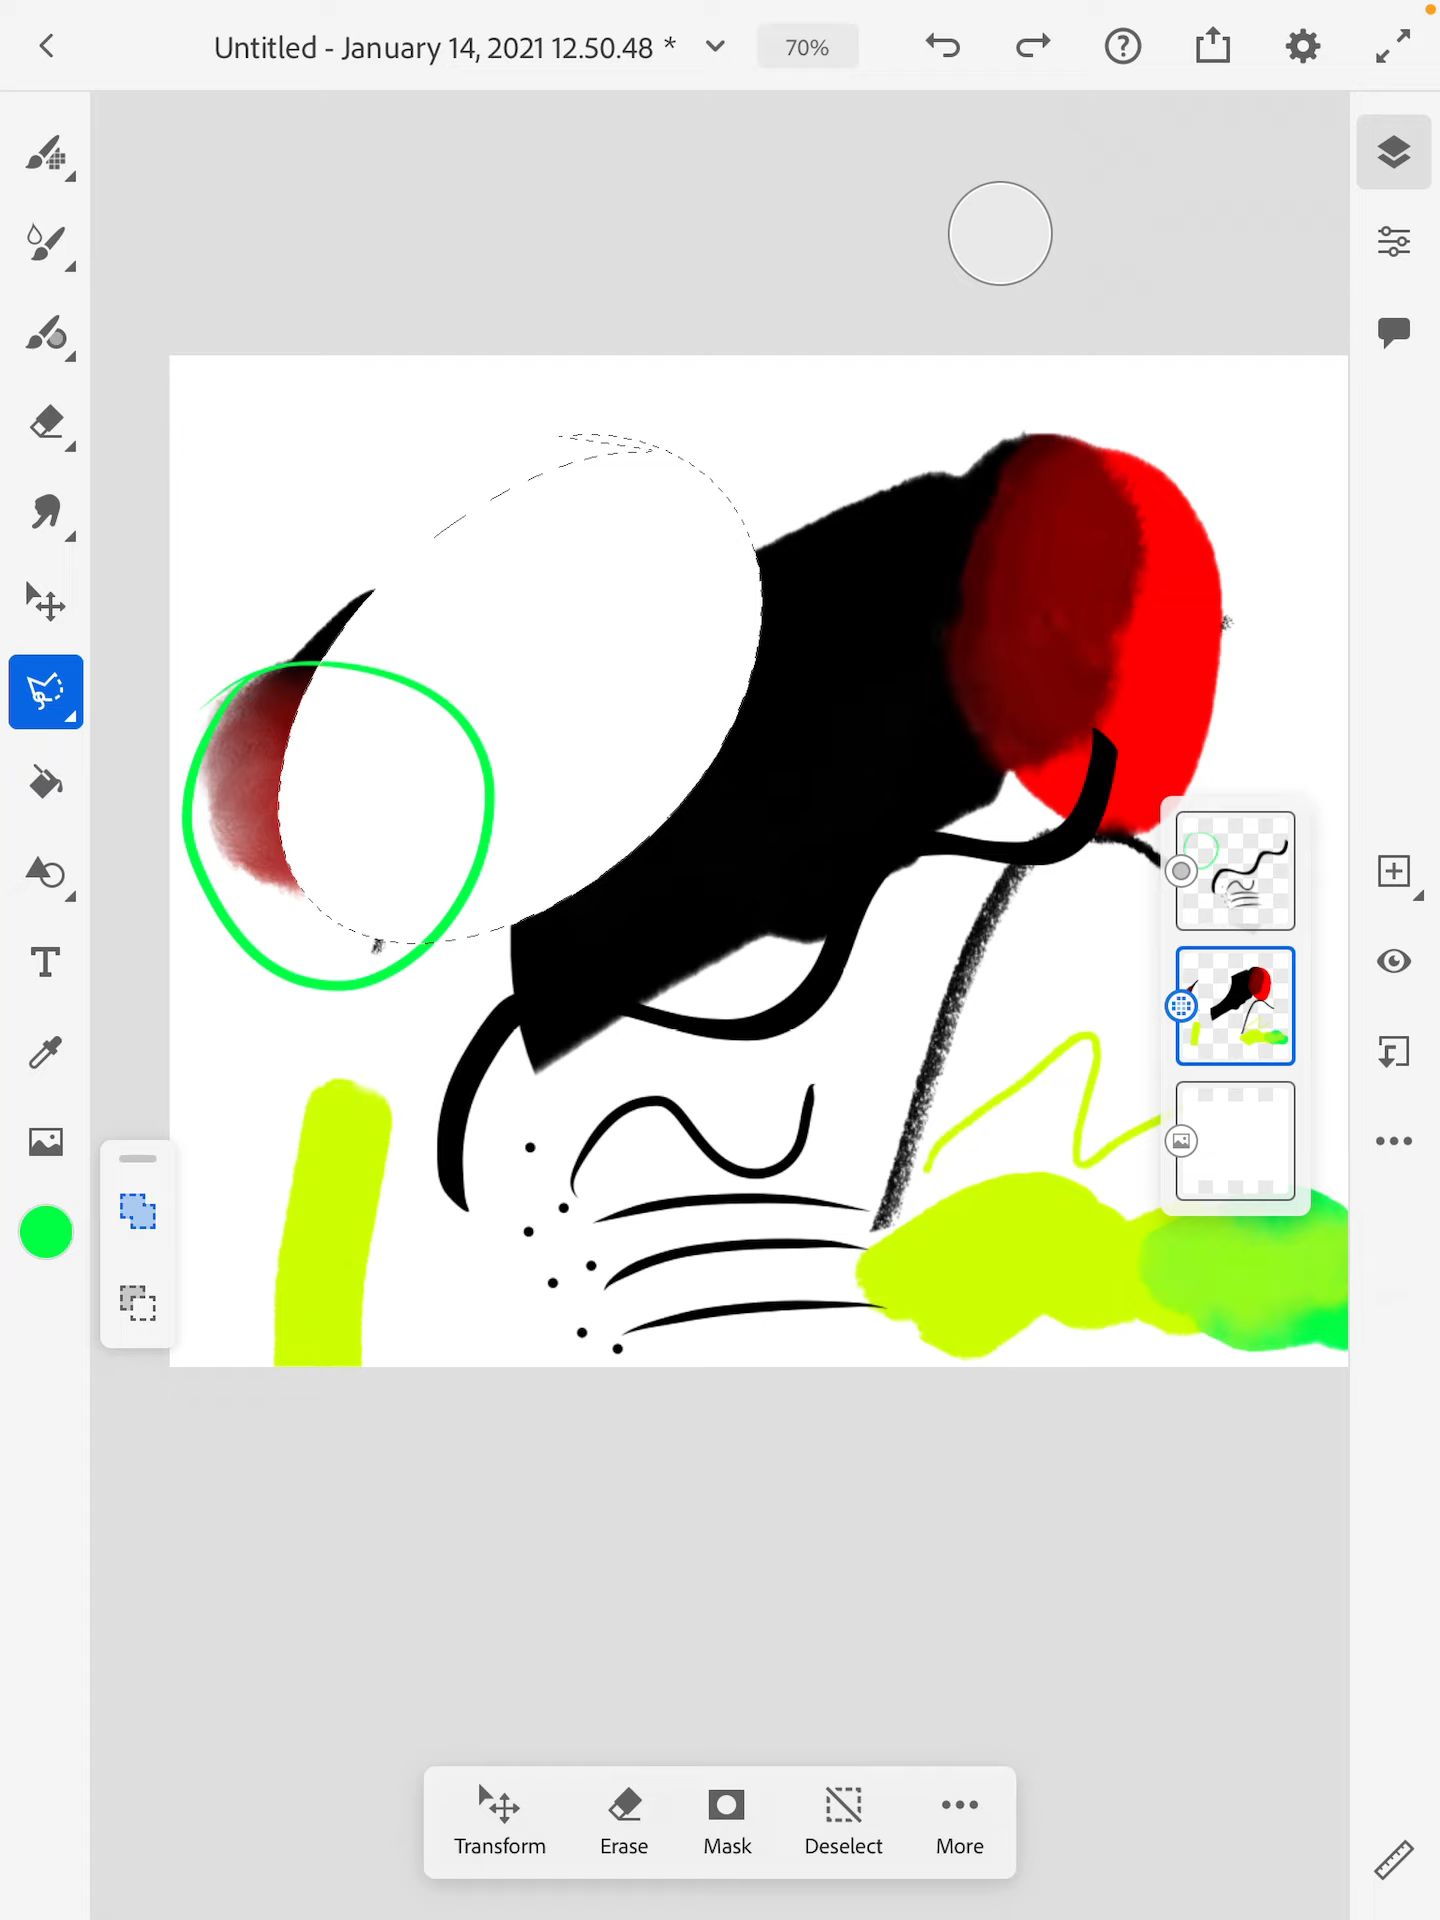 Untitled - January 14, 2021 12.50.48 *
70%
T
Transform
Erase
Mask
Deselect
More